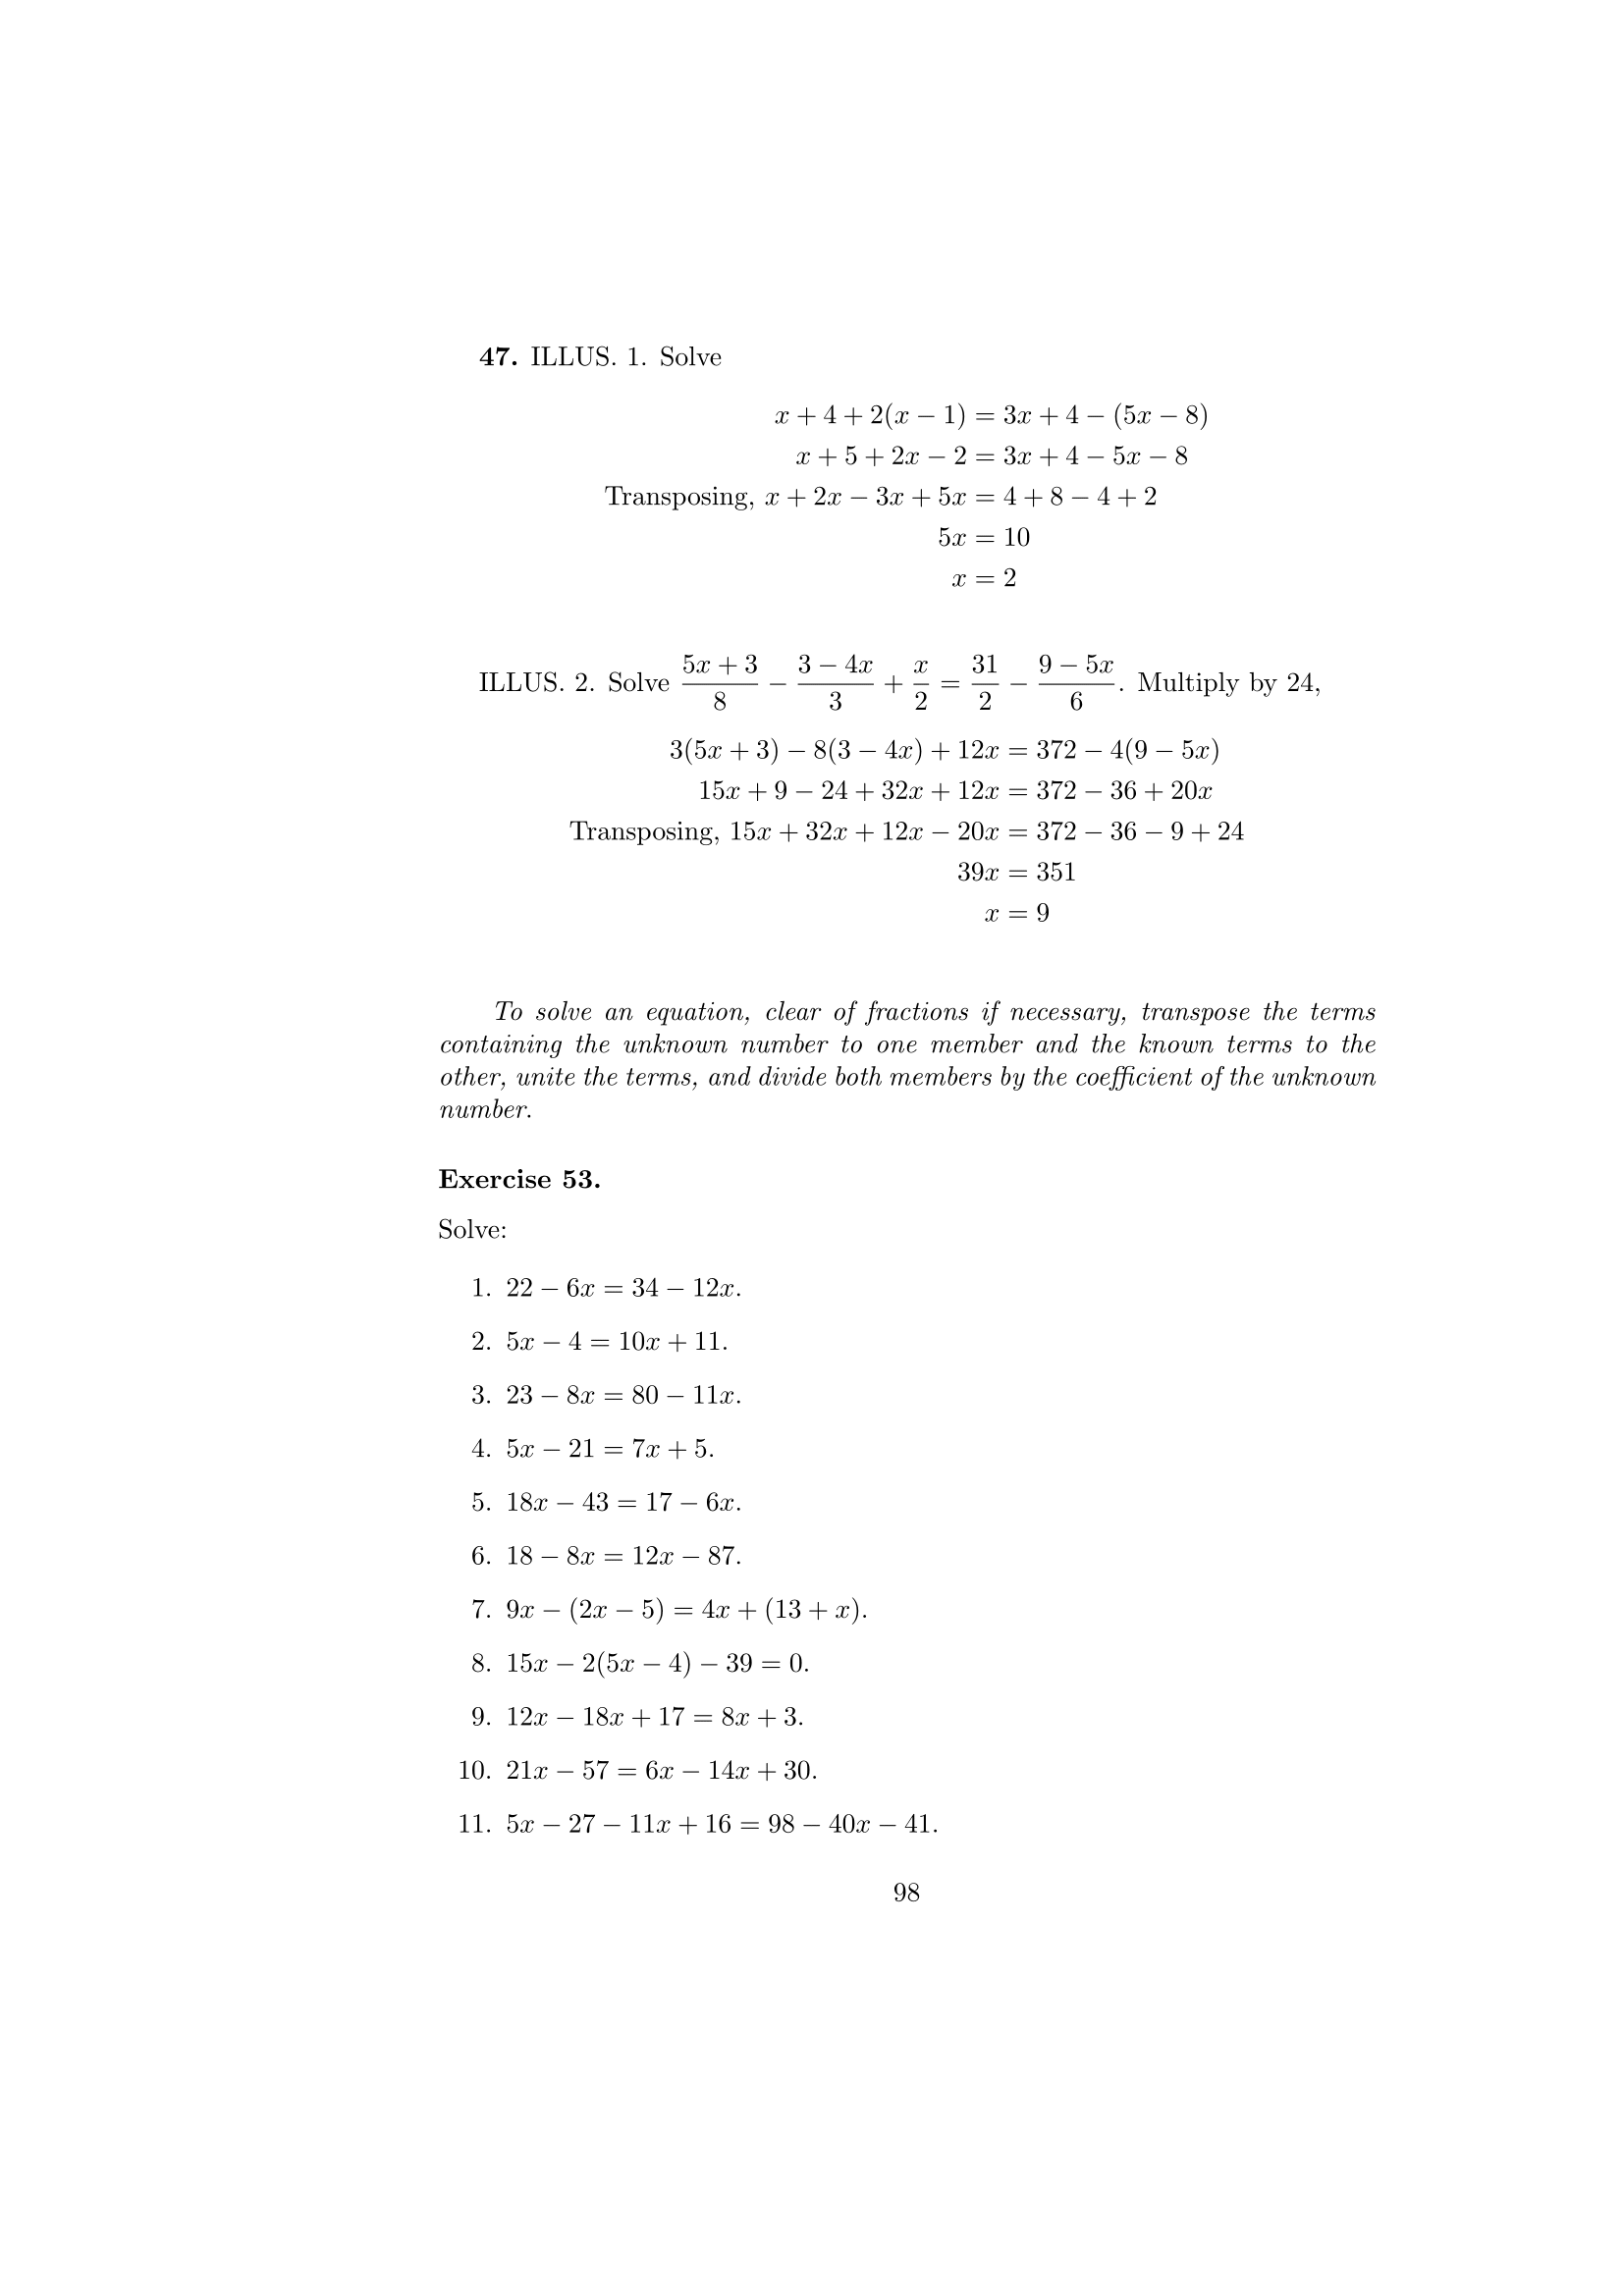 47. ILLUS. 1. Solve
x + 4 + 2(x − 1) = 3x + 4 − (5x − 8)
x + 5 + 2x − 2 = 3x + 4 − 5x − 8
Transposing, x + 2x − 3x + 5x = 4 + 8 − 4 + 2
5x = 10
x = 2
ILLUS. 2. Solve (5x + 3)/8 − (3 − 4x)/3 + x/2 = 31/2 − (9 − 5x)/6. Multiply by 24,
3(5x + 3) − 8(3 − 4x) + 12x = 372 − 4(9 − 5x)
15x + 9 − 24 + 32x + 12x = 372 − 36 + 20x
Transposing, 15x + 32x + 12x − 20x = 372 − 36 − 9 + 24
39x = 351
x = 9
To solve an equation, clear of fractions if necessary, transpose the terms
containing the unknown number to one member and the known terms to the
other, unite the terms, and divide both members by the coefficient of the unknown
number.
Exercise 53.
Solve:
1. 22 − 6x = 34 − 12x.
2. 5x − 4 = 10x + 11.
3. 23 − 8x = 80 − 11x.
4. 5x − 21 = 7x + 5.
5. 18x − 43 = 17 − 6x.
6. 18 − 8x = 12x − 87.
7. 9x − (2x − 5) = 4x + (13 + x).
8. 15x − 2(5x − 4) − 39 = 0.
9. 12x − 18x + 17 = 8x + 3.
10. 21x − 57 = 6x − 14x + 30.
11. 5x − 27 − 11x + 16 = 98 − 40x − 41.
98